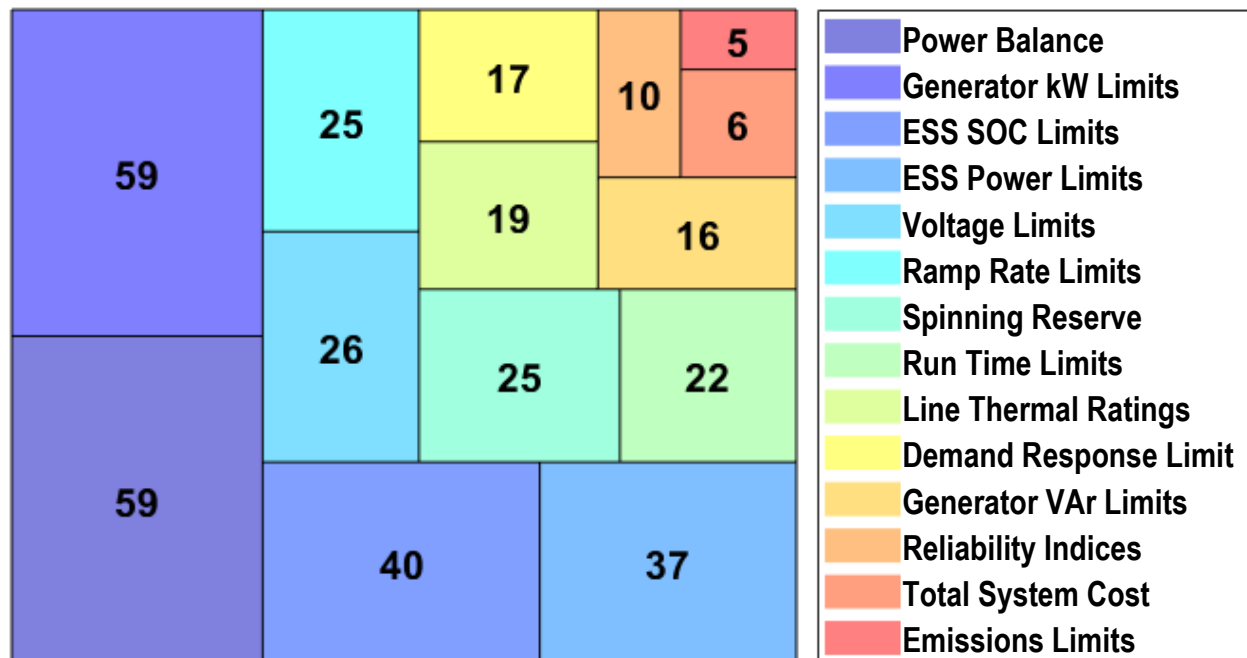 59
25
17
10
5
6
19
16
26
25
22
59
40
37
Power Balance
Generator kW Limits
ESS SOC Limits
ESS Power Limits
Voltage Limits
Ramp Rate Limits
Spinning Reserve
Run Time Limits
Line Thermal Ratings
Demand Response Limit
Generator VAr Limits
Reliability Indices
Total System Cost
Emissions Limits